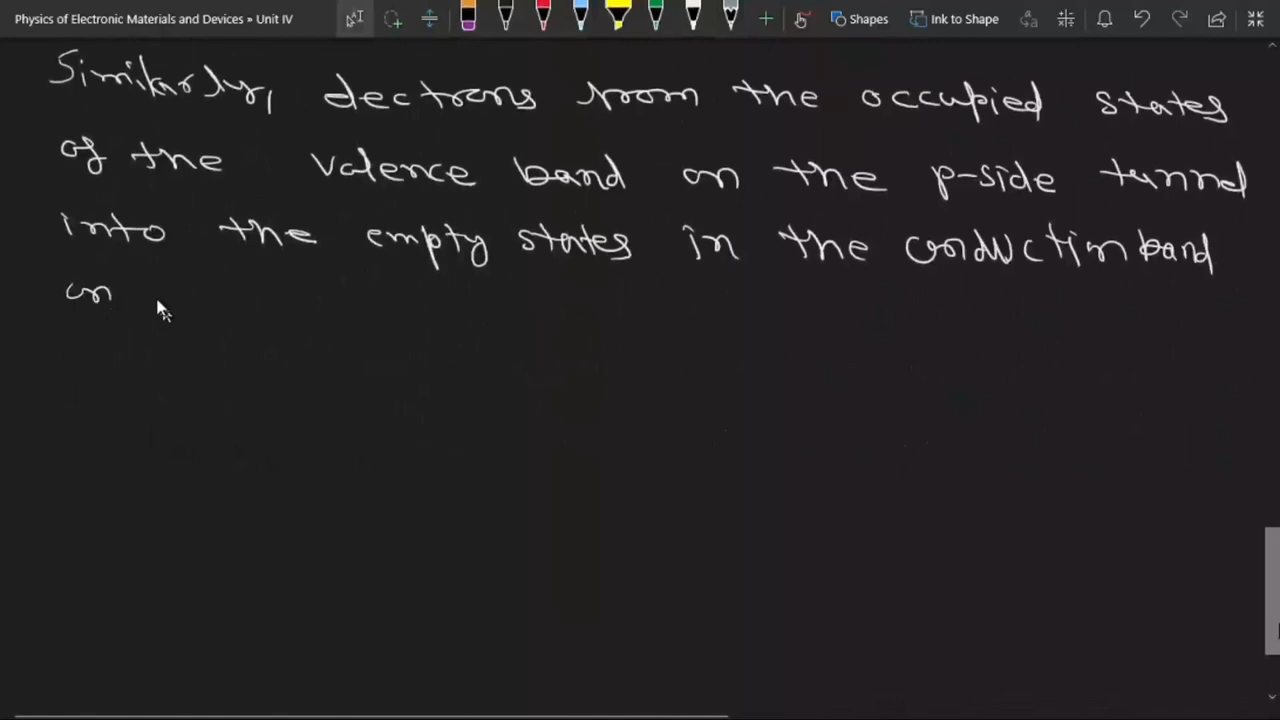 Physics of Electronic Materials and Devices » Unit IV
Shapes
Ink to Shape
Similarly, electrons from the occupied states
of the valence band on the p-side tunnel
into the empty states in the conduction band
on